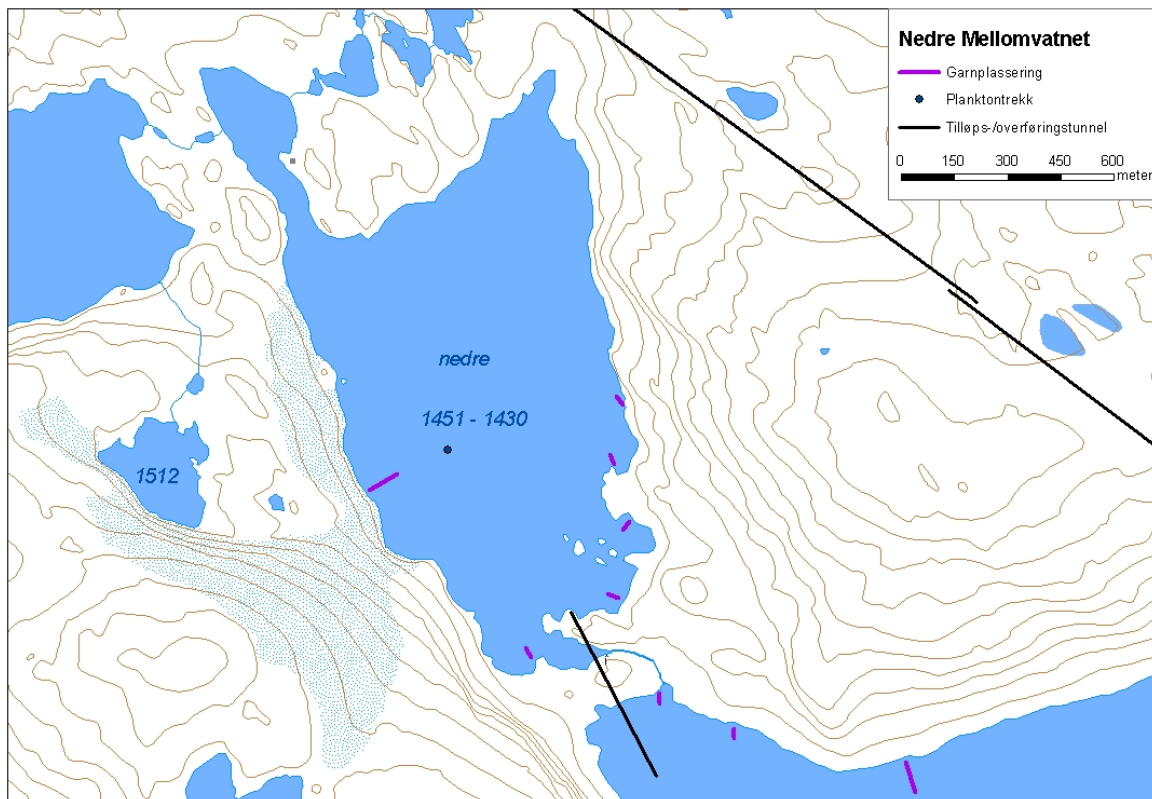 Nedre Mellomvatnet
Garnplassering
Planktontrekk
Tilløps-/overføringstunnel
0 150 300 450 600
meter
nedre
1451 - 1430
1512